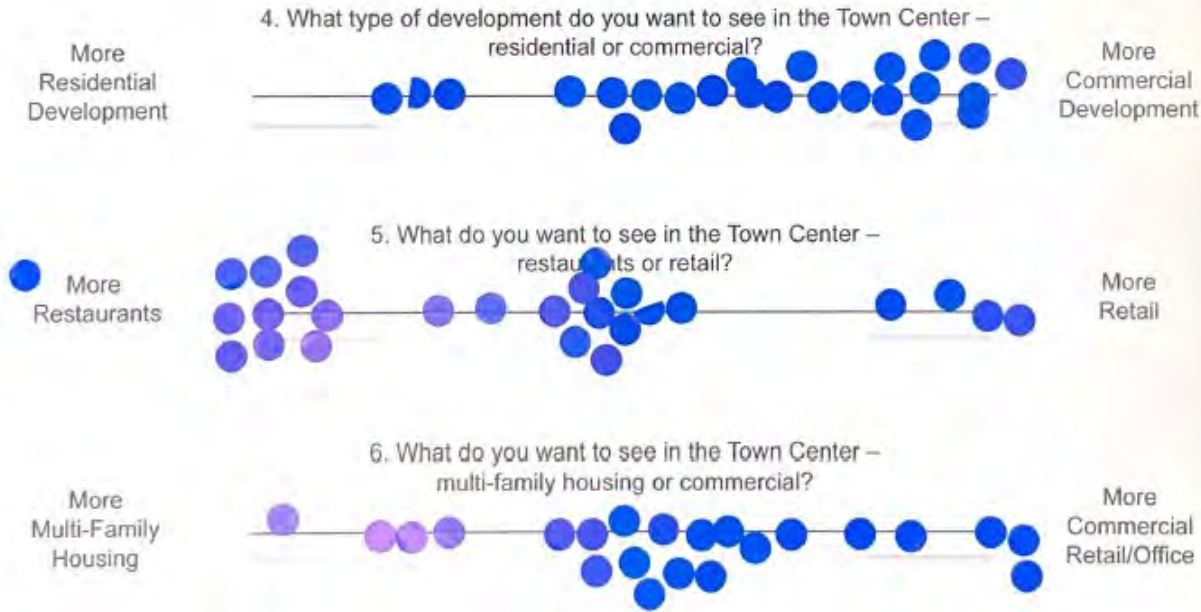 4. What type of development do you want to see in the Town Center –
residential or commercial?
More
Residential
Development
More
Commercial
Development
5. What do you want to see in the Town Center –
restaurants or retail?
More
Restaurants
More
Retail
6. What do you want to see in the Town Center –
multi-family housing or commercial?
More
Multi-Family
Housing
More
Commercial
Retail/Office